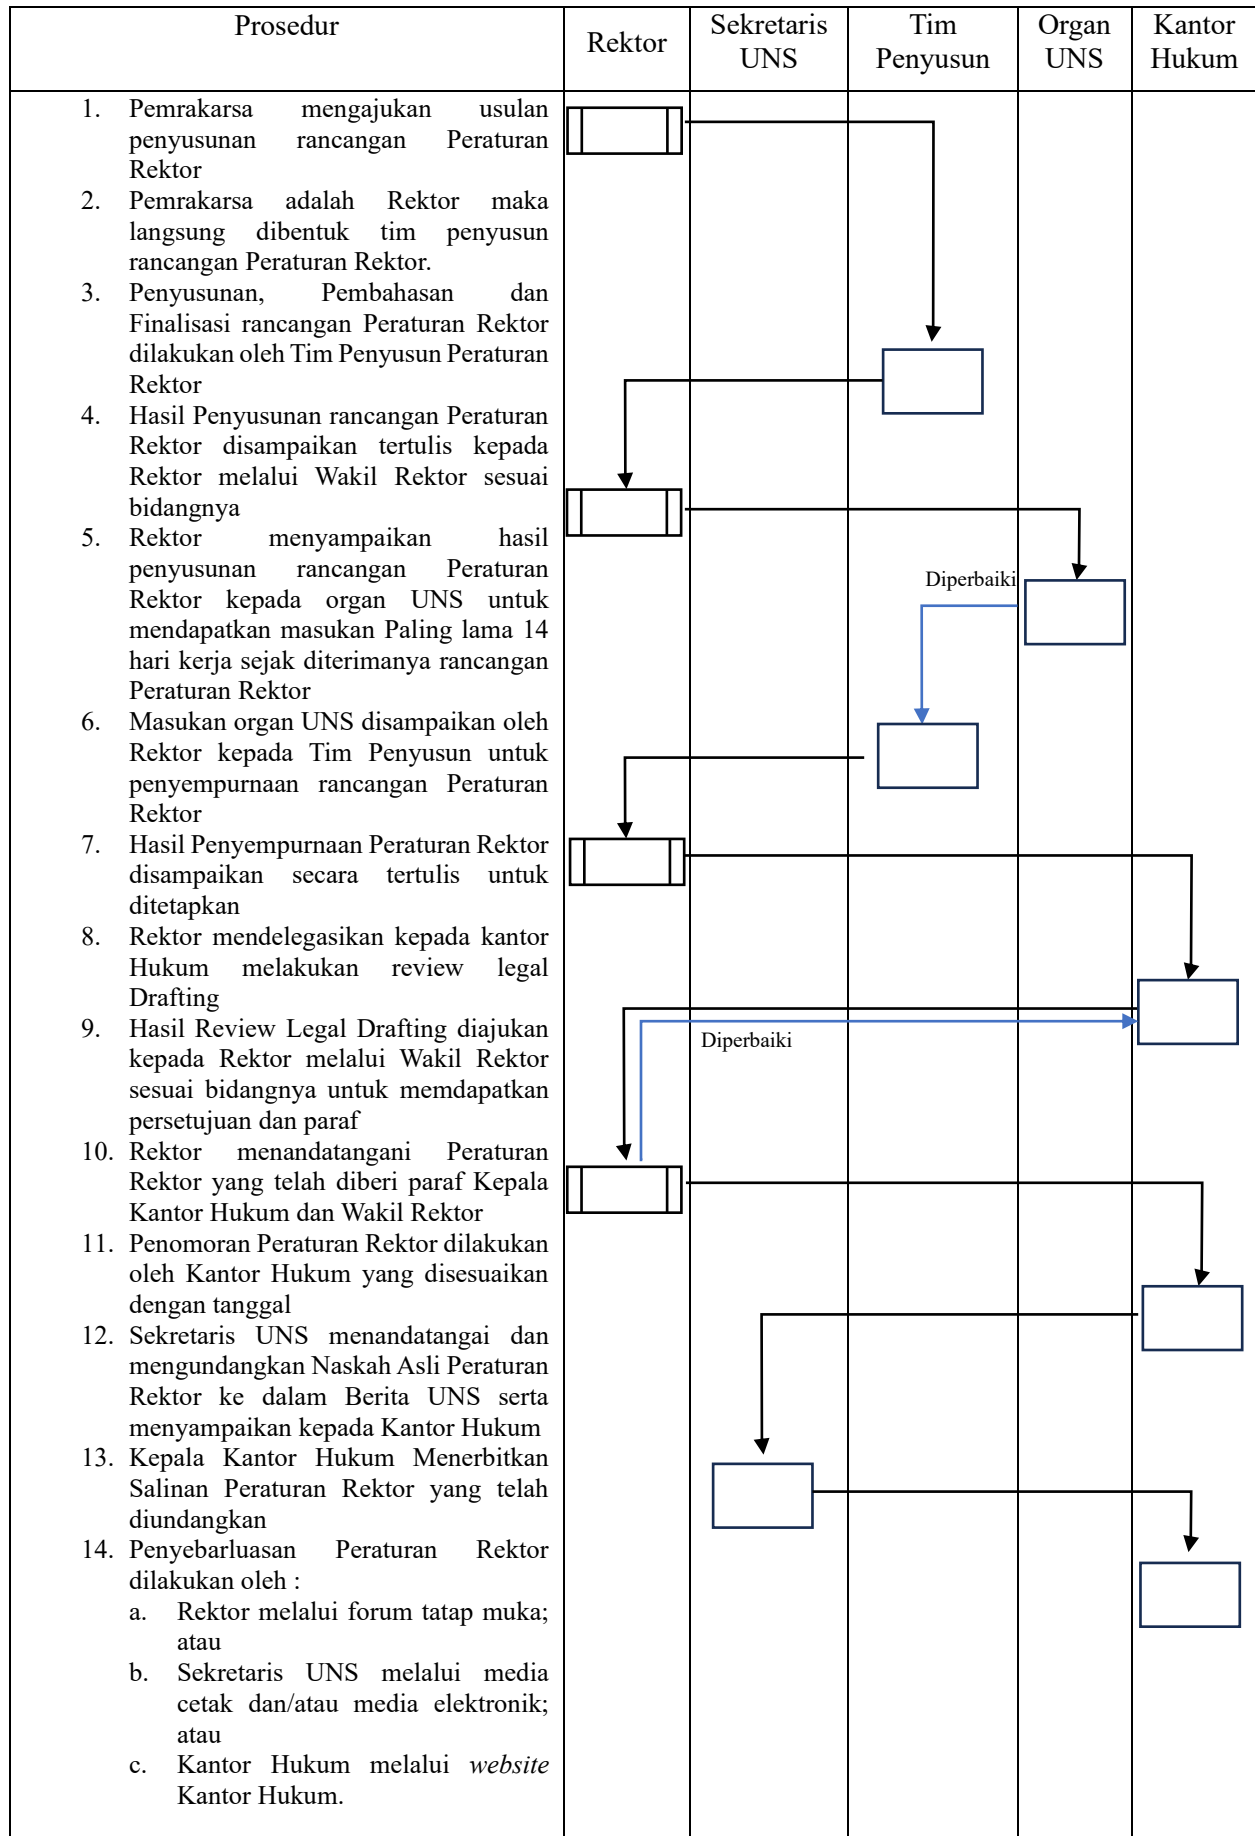 Prosedur
Rektor
Sekretaris
UNS
Tim
Penyusun
Organ
UNS
Kantor
Hukum
1. Pemrakarsa mengajukan usulan
penyusunan rancangan Peraturan
Rektor
2. Pemrakarsa adalah Rektor maka
langsung dibentuk tim penyusun
rancangan Peraturan Rektor.
3. Penyusunan, Pembahasan dan
Finalisasi rancangan Peraturan Rektor
dilakukan oleh Tim Penyusun Peraturan
Rektor
4. Hasil Penyusunan rancangan Peraturan
Rektor disampaikan tertulis kepada
Rektor melalui Wakil Rektor sesuai
bidangnya
5. Rektor menyampaikan hasil
penyusunan rancangan Peraturan
Rektor kepada organ UNS untuk
mendapatkan masukan Paling lama 14
hari kerja sejak diterimanya rancangan
Peraturan Rektor
6. Masukan organ UNS disampaikan oleh
Rektor kepada Tim Penyusun untuk
penyempurnaan rancangan Peraturan
Rektor
7. Hasil Penyempurnaan Peraturan Rektor
disampaikan secara tertulis untuk
ditetapkan
8. Rektor mendelegasikan kepada kantor
Hukum melakukan review legal
Drafting
9. Hasil Review Legal Drafting diajukan
kepada Rektor melalui Wakil Rektor
sesuai bidangnya untuk memdapatkan
persetujuan dan paraf
10. Rektor menandatangani Peraturan
Rektor yang telah diberi paraf Kepala
Kantor Hukum dan Wakil Rektor
11. Penomoran Peraturan Rektor dilakukan
oleh Kantor Hukum yang disesuaikan
dengan tanggal
12. Sekretaris UNS menandatangai dan
mengundangkan Naskah Asli Peraturan
Rektor ke dalam Berita UNS serta
menyampaikan kepada Kantor Hukum
13. Kepala Kantor Hukum Menerbitkan
Salinan Peraturan Rektor yang telah
diundangkan
14. Penyebarluasan Peraturan Rektor
dilakukan oleh :
a. Rektor melalui forum tatap muka;
atau
b. Sekretaris UNS melalui media
cetak dan/atau media elektronik;
atau
c. Kantor Hukum melalui website
Kantor Hukum.
Diperbaiki
Diperbaiki